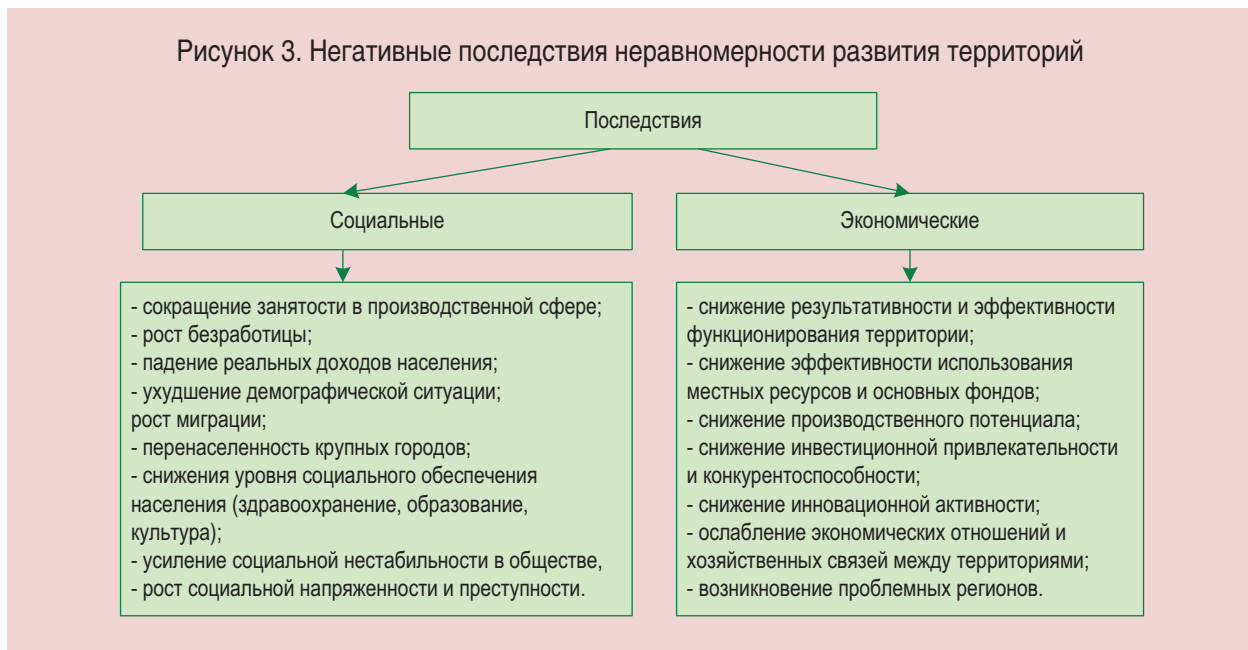 Рисунок 3. Негативные последствия неравномерности развития территорий
Последствия
Социальные
- сокращение занятости в производственной сфере;
- рост безработицы;
- падение реальных доходов населения;
- ухудшение демографической ситуации;
рост миграции;
- перенаселенность крупных городов;
- снижения уровня социального обеспечения
населения (здравоохранение, образование,
культура);
- усиление социальной нестабильности в обществе,
- рост социальной напряженности и преступности.
Экономические
- снижение результативности и эффективности
функционирования территории;
- снижение эффективности использования
местных ресурсов и основных фондов;
- снижение производственного потенциала;
- снижение инвестиционной привлекательности
и конкурентоспособности;
- снижение инновационной активности;
- ослабление экономических отношений и
хозяйственных связей между территориями;
- возникновение проблемных регионов.